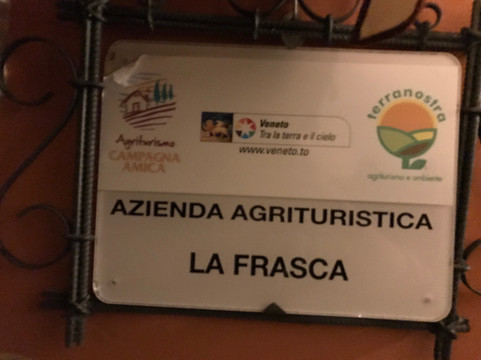 Agriturismo
CAMPAGNA
AMICA
Veneto
Tra la terra e il cielo
www.veneto.to
terranostra
agriturismo e ambiente
AZIENDA AGRITURISTICA
LA FRASCA